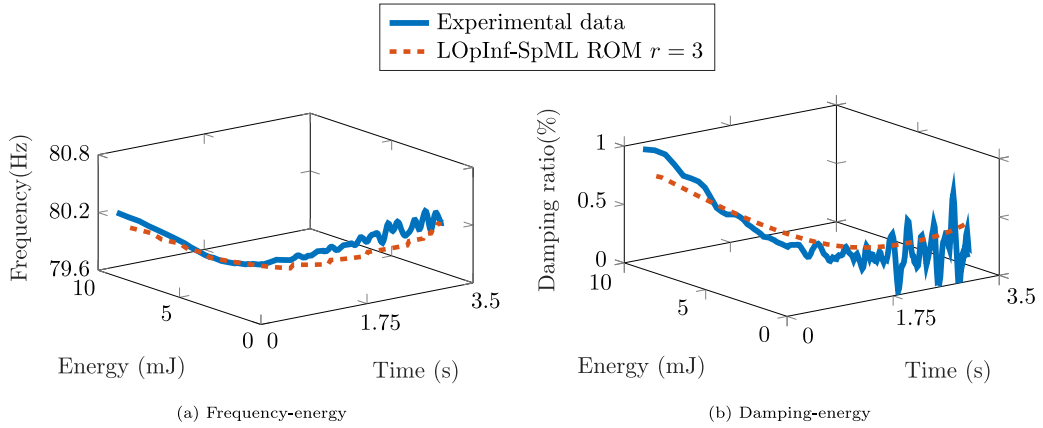 Experimental data
LOpInf-SpML ROM r = 3
Frequency(Hz)
80.8
80.2
79.6
10
5
0
0
1.75
3.5
Energy (mJ)
Time (s)
(a) Frequency-energy
Damping ratio(%)
1
0.5
0
10
5
0
0
1.75
3.5
Energy (mJ)
Time (s)
(b) Damping-energy